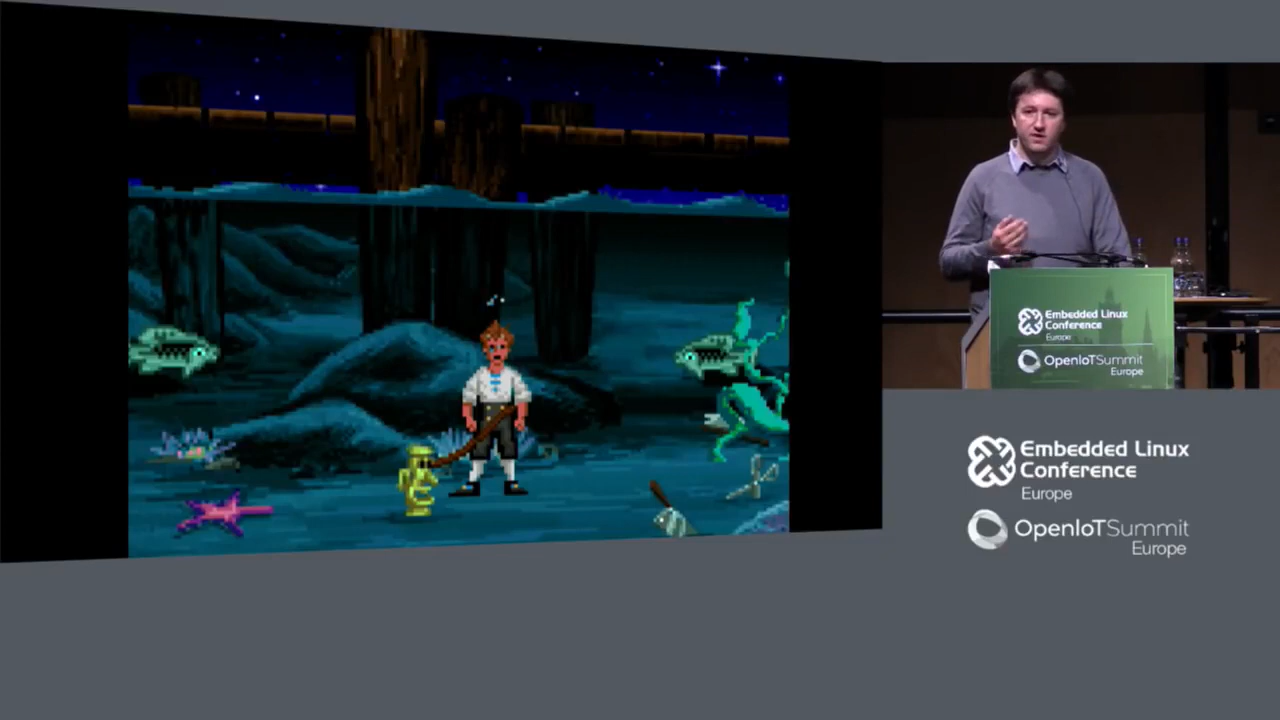 Embedded Linux
Conference
Europe
OpenIoTSummit
Europe
Embedded Linux
Conference
Europe
OpenIoTSummit
Europe